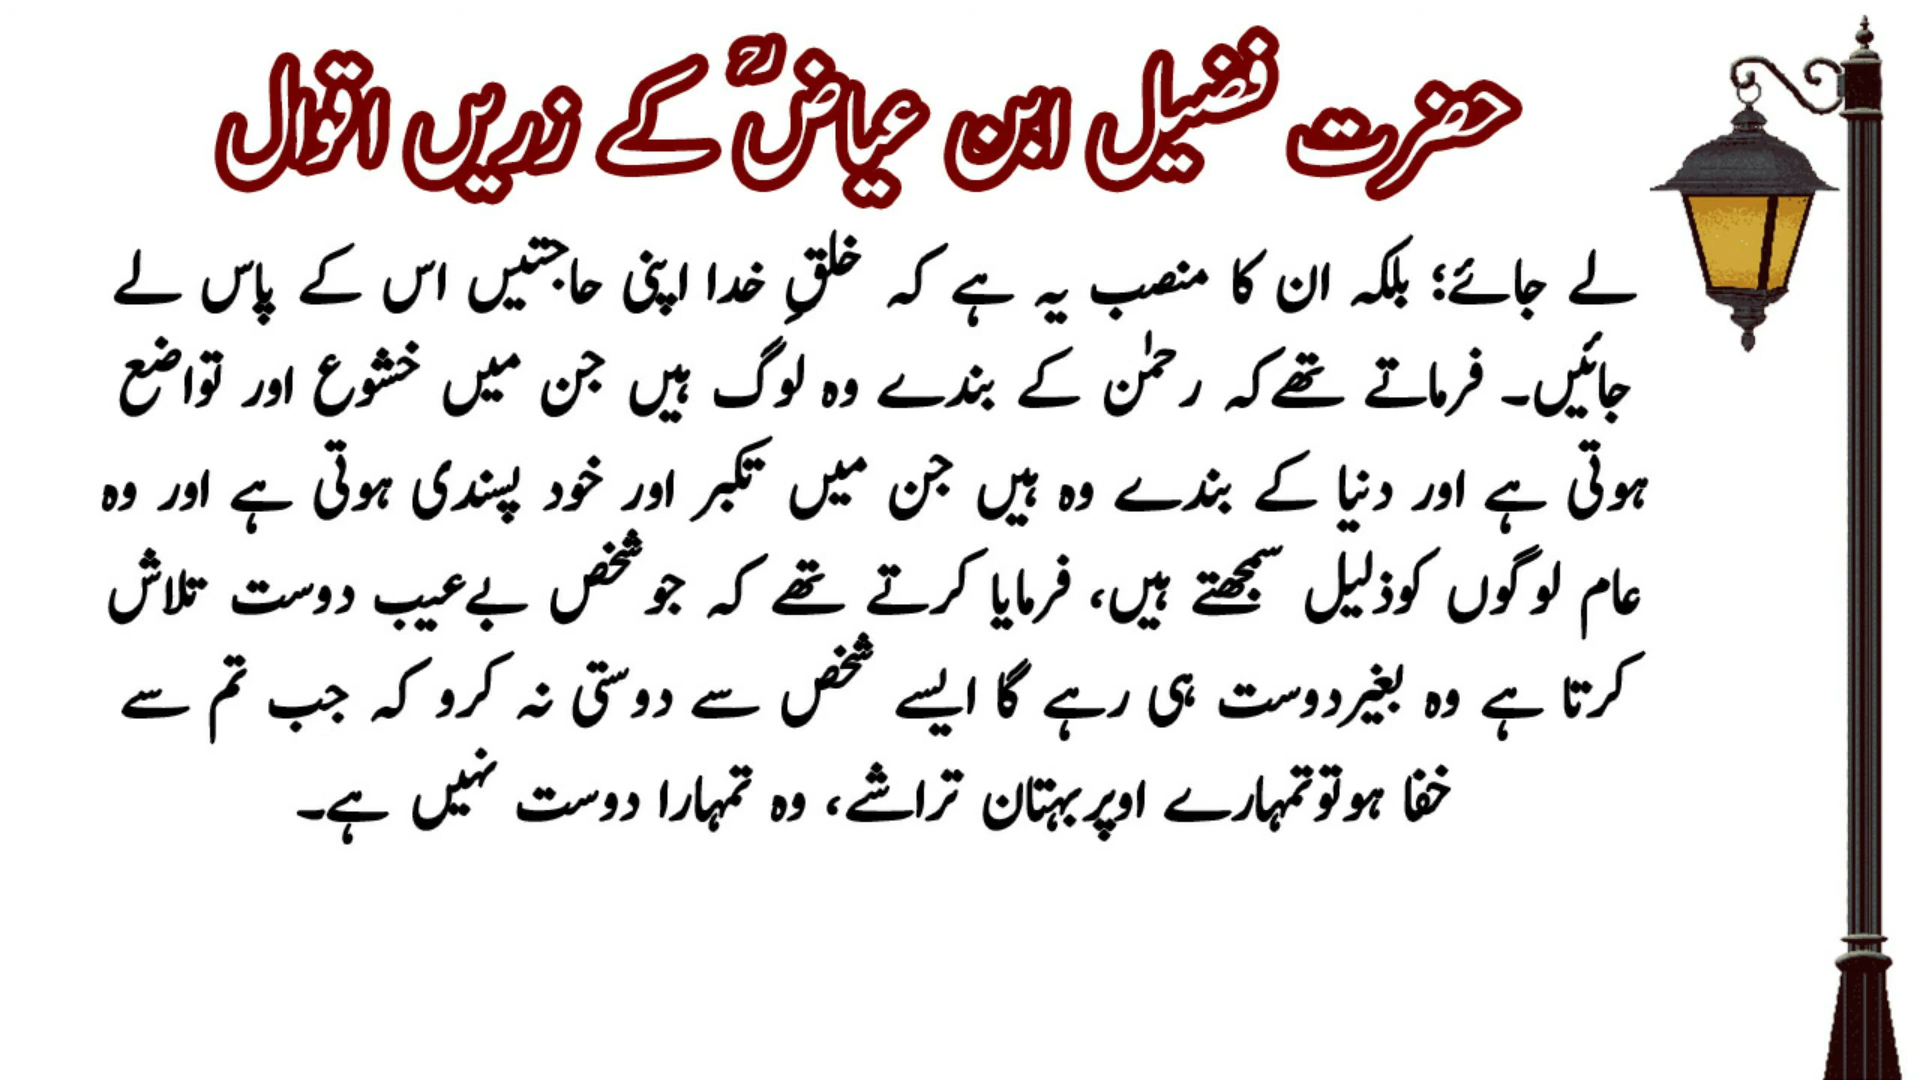 حضرت فضیل ابن عیاضؒ کے زریں اقوال
لے جائے؛ بلکہ ان کا منصب یہ ہے کہ خلقِ خدا اپنی حاجتیں اس کے پاس لے
جائیں۔ فرماتے تھےکہ رحمٰن کے بندے وہ لوگ ہیں جن میں خشوع اور تواضع
ہوتی ہے اور دنیا کے بندے وہ ہیں جن میں تکبر اور خود پسندی ہوتی ہے اور وہ
عام لوگوں کوذلیل سمجھتے ہیں، فرمایا کرتے تھے کہ جوشخص بےعیب دوست تلاش
کرتا ہے وہ بغیردوست ہی رہے گا ایسے شخص سے دوستی نہ کرو کہ جب تم سے
خفا ہوتوتمہارے اوپربہتان تراشے، وہ تمہارا دوست نہیں ہے۔